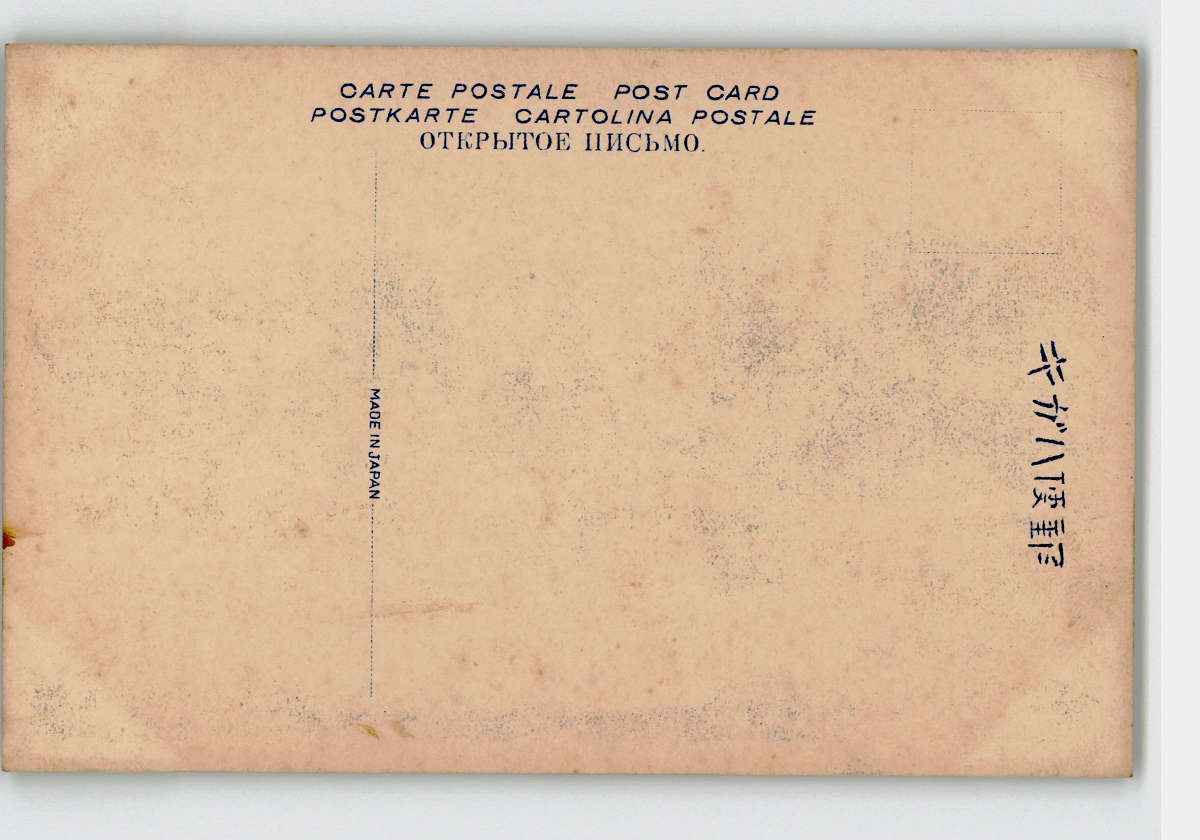 CARTE POSTALE POST CARD
POSTKARTE CARTOLINA POSTALE
ОТКРЫТОЕ ПИСЬМО.
MADE IN JAPAN
郵便ハガキ